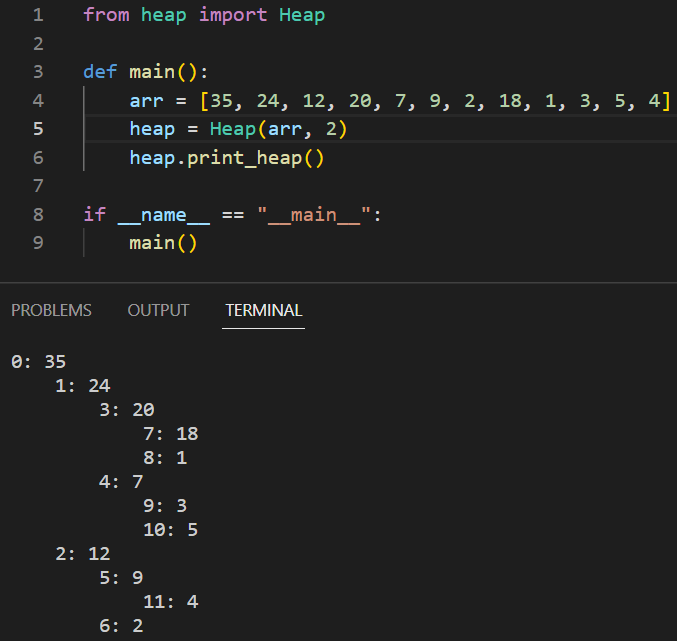 1 from heap import Heap
2
3 def main():
4     arr = [35, 24, 12, 20, 7, 9, 2, 18, 1, 3, 5, 4]
5     heap = Heap(arr, 2)
6     heap.print_heap()
7
8 if __name__ == "__main__":
9     main()
PROBLEMS OUTPUT TERMINAL
0: 35
    1: 24
        3: 20
            7: 18
            8: 1
        4: 7
            9: 3
            10: 5
    2: 12
        5: 9
            11: 4
        6: 2